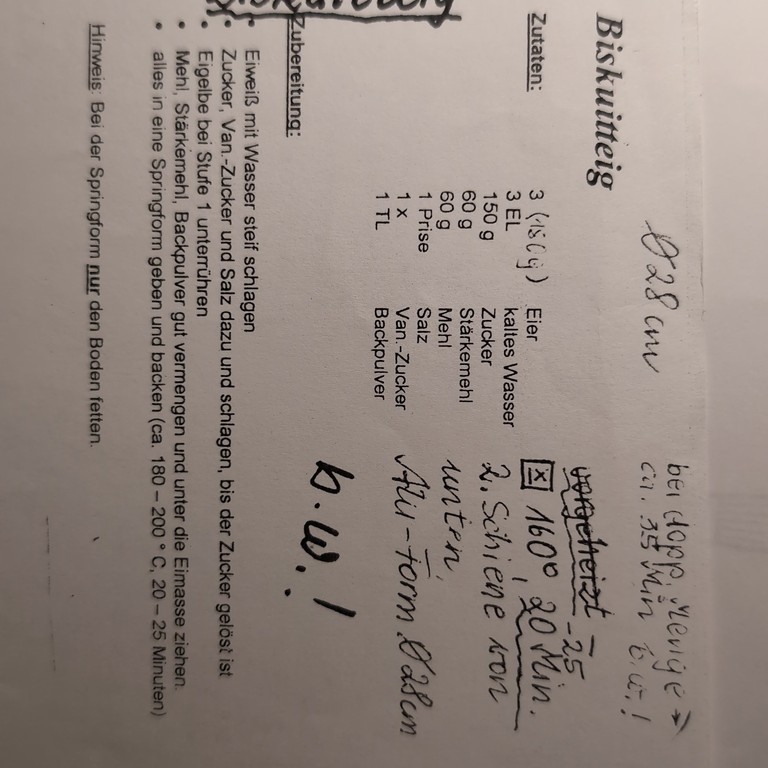 Biskuitteig
Ø 28 cm
bei dopp. Menge →
ca. 35 Min b.w.!
Zutaten:
3 (180g) Eier
3 EL kaltes Wasser
150 g Zucker
60 g Stärkemehl
60 g Mehl
1 Prise Salz
1 x Van.-Zucker
1 TL Backpulver
vorgeheizt
160°, 20 Min.
-25
2. Schiene von
unten,
Alu-Form Ø 28cm
b.w.!
Zubereitung:
• Eiweiß mit Wasser steif schlagen
• Zucker, Van.-Zucker und Salz dazu und schlagen, bis der Zucker gelöst ist
• Eigelbe bei Stufe 1 unterrühren
• Mehl, Stärkemehl, Backpulver gut vermengen und unter die Eimasse ziehen.
• alles in eine Springform geben und backen (ca. 180 – 200 ° C, 20 – 25 Minuten)
Hinweis: Bei der Springform nur den Boden fetten.